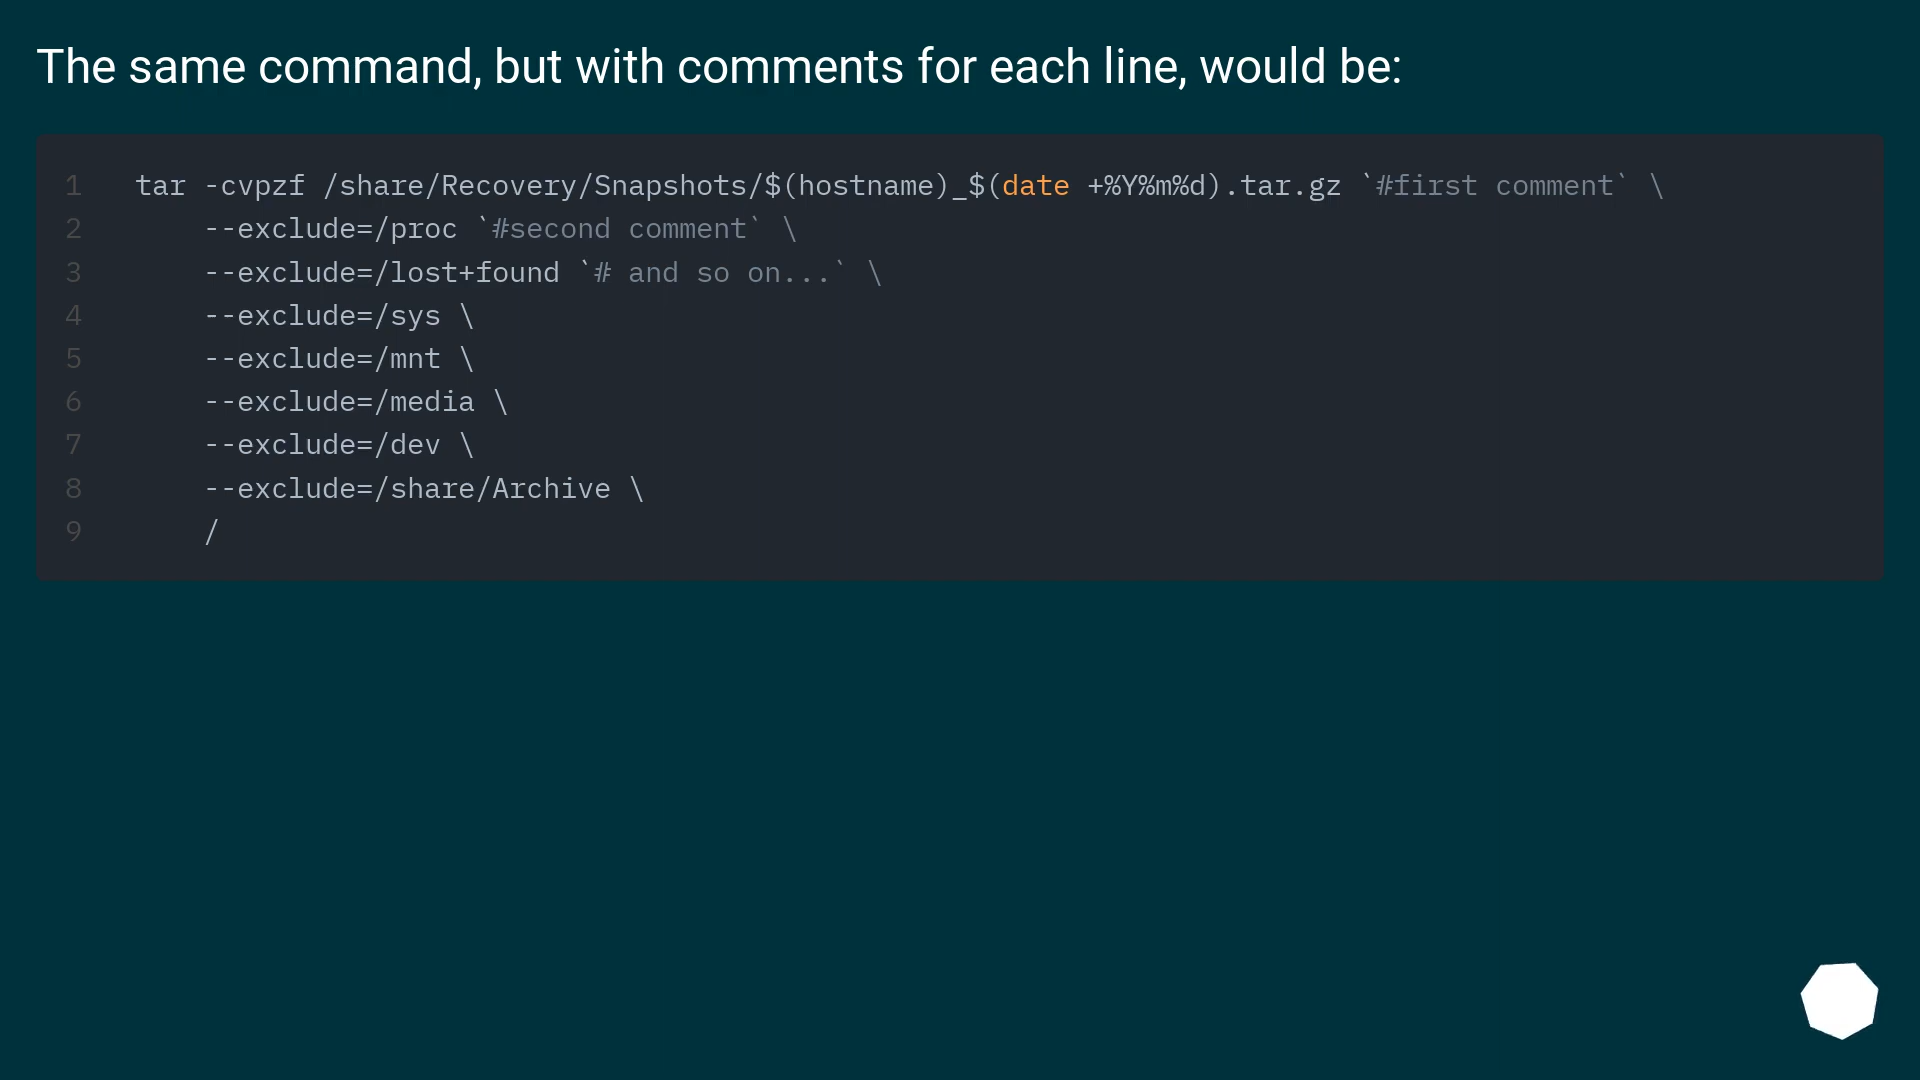 The same command, but with comments for each line, would be:
1 tar -cvpzf /share/Recovery/Snapshots/$(hostname)_$(date +%Y%m%d).tar.gz `#first comment` \
2 --exclude=/proc `#second comment` \
3 --exclude=/lost+found `# and so on...` \
4 --exclude=/sys \
5 --exclude=/mnt \
6 --exclude=/media \
7 --exclude=/dev \
8 --exclude=/share/Archive \
9 /